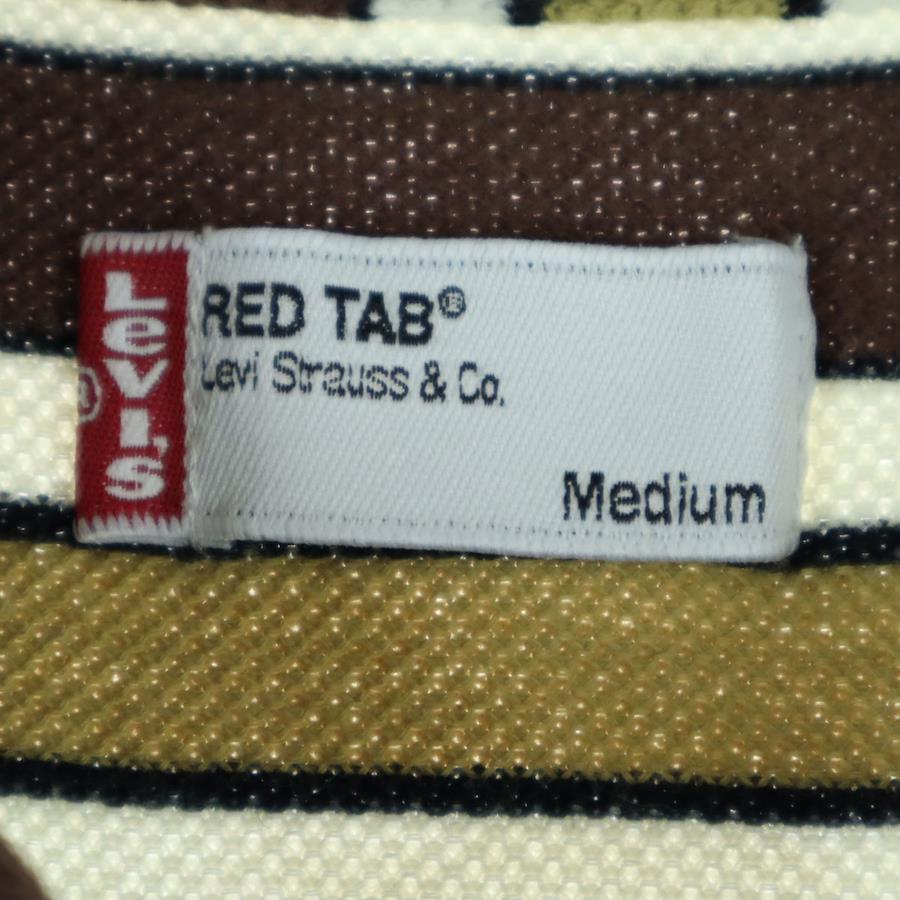 LEVI'S
®
RED TAB®
Levi Strauss & Co.
Medium